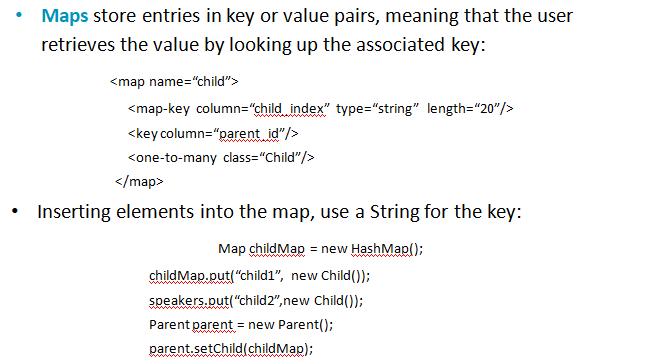 • Maps store entries in key or value pairs, meaning that the user
retrieves the value by looking up the associated key:
<map name=“child”>
<map-key column=“child_index” type=“string” length=“20”/>
<key column=“parent_id”/>
<one-to-many class=“Child”/>
</map>
• Inserting elements into the map, use a String for the key:
Map childMap = new HashMap();
childMap.put(“child1”, new Child());
speakers.put(“child2”,new Child());
Parent parent = new Parent();
parent.setChild(childMap);